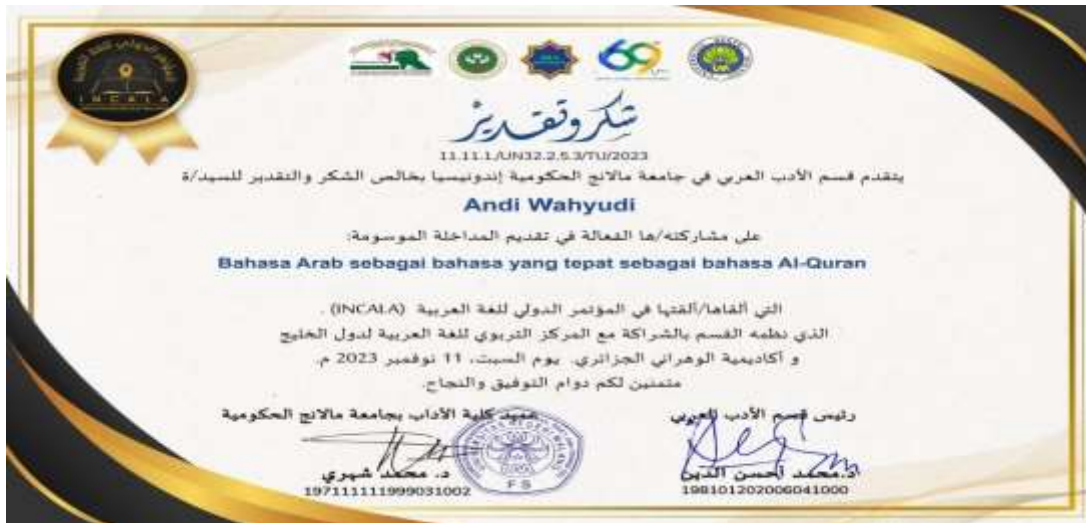 INCALA
69
شكر وتقدير
11.11.1./UN32.2.5.3/TU/2023
يتقدم قسم الأدب العربي في جامعة مالانج الحكومية إندونيسيا بخالص الشكر والتقدير للسيد/ة
Andi Wahyudi
على مشاركته/ها الفعالة في تقديم المداخلة الموسومة:
Bahasa Arab sebagai bahasa yang tepat sebagai bahasa Al-Quran
التي ألقاها/ألقتها في المؤتمر الدولي للغة العربية (INCALA) .
الذي نظمه القسم بالشراكة مع المركز التربوي للغة العربية لدول الخليج
و أكاديمية الوهراني الجزائري. يوم السبت، 11 نوفمبر 2023 م.
متمنين لكم دوام التوفيق والنجاح.
رئيس قسم الأدب العربي
عميد كلية الآداب بجامعة مالانج الحكومية
FS
د.محمد أحسن الدين
د. محمد شهري
198101202006041000
197111111999031002